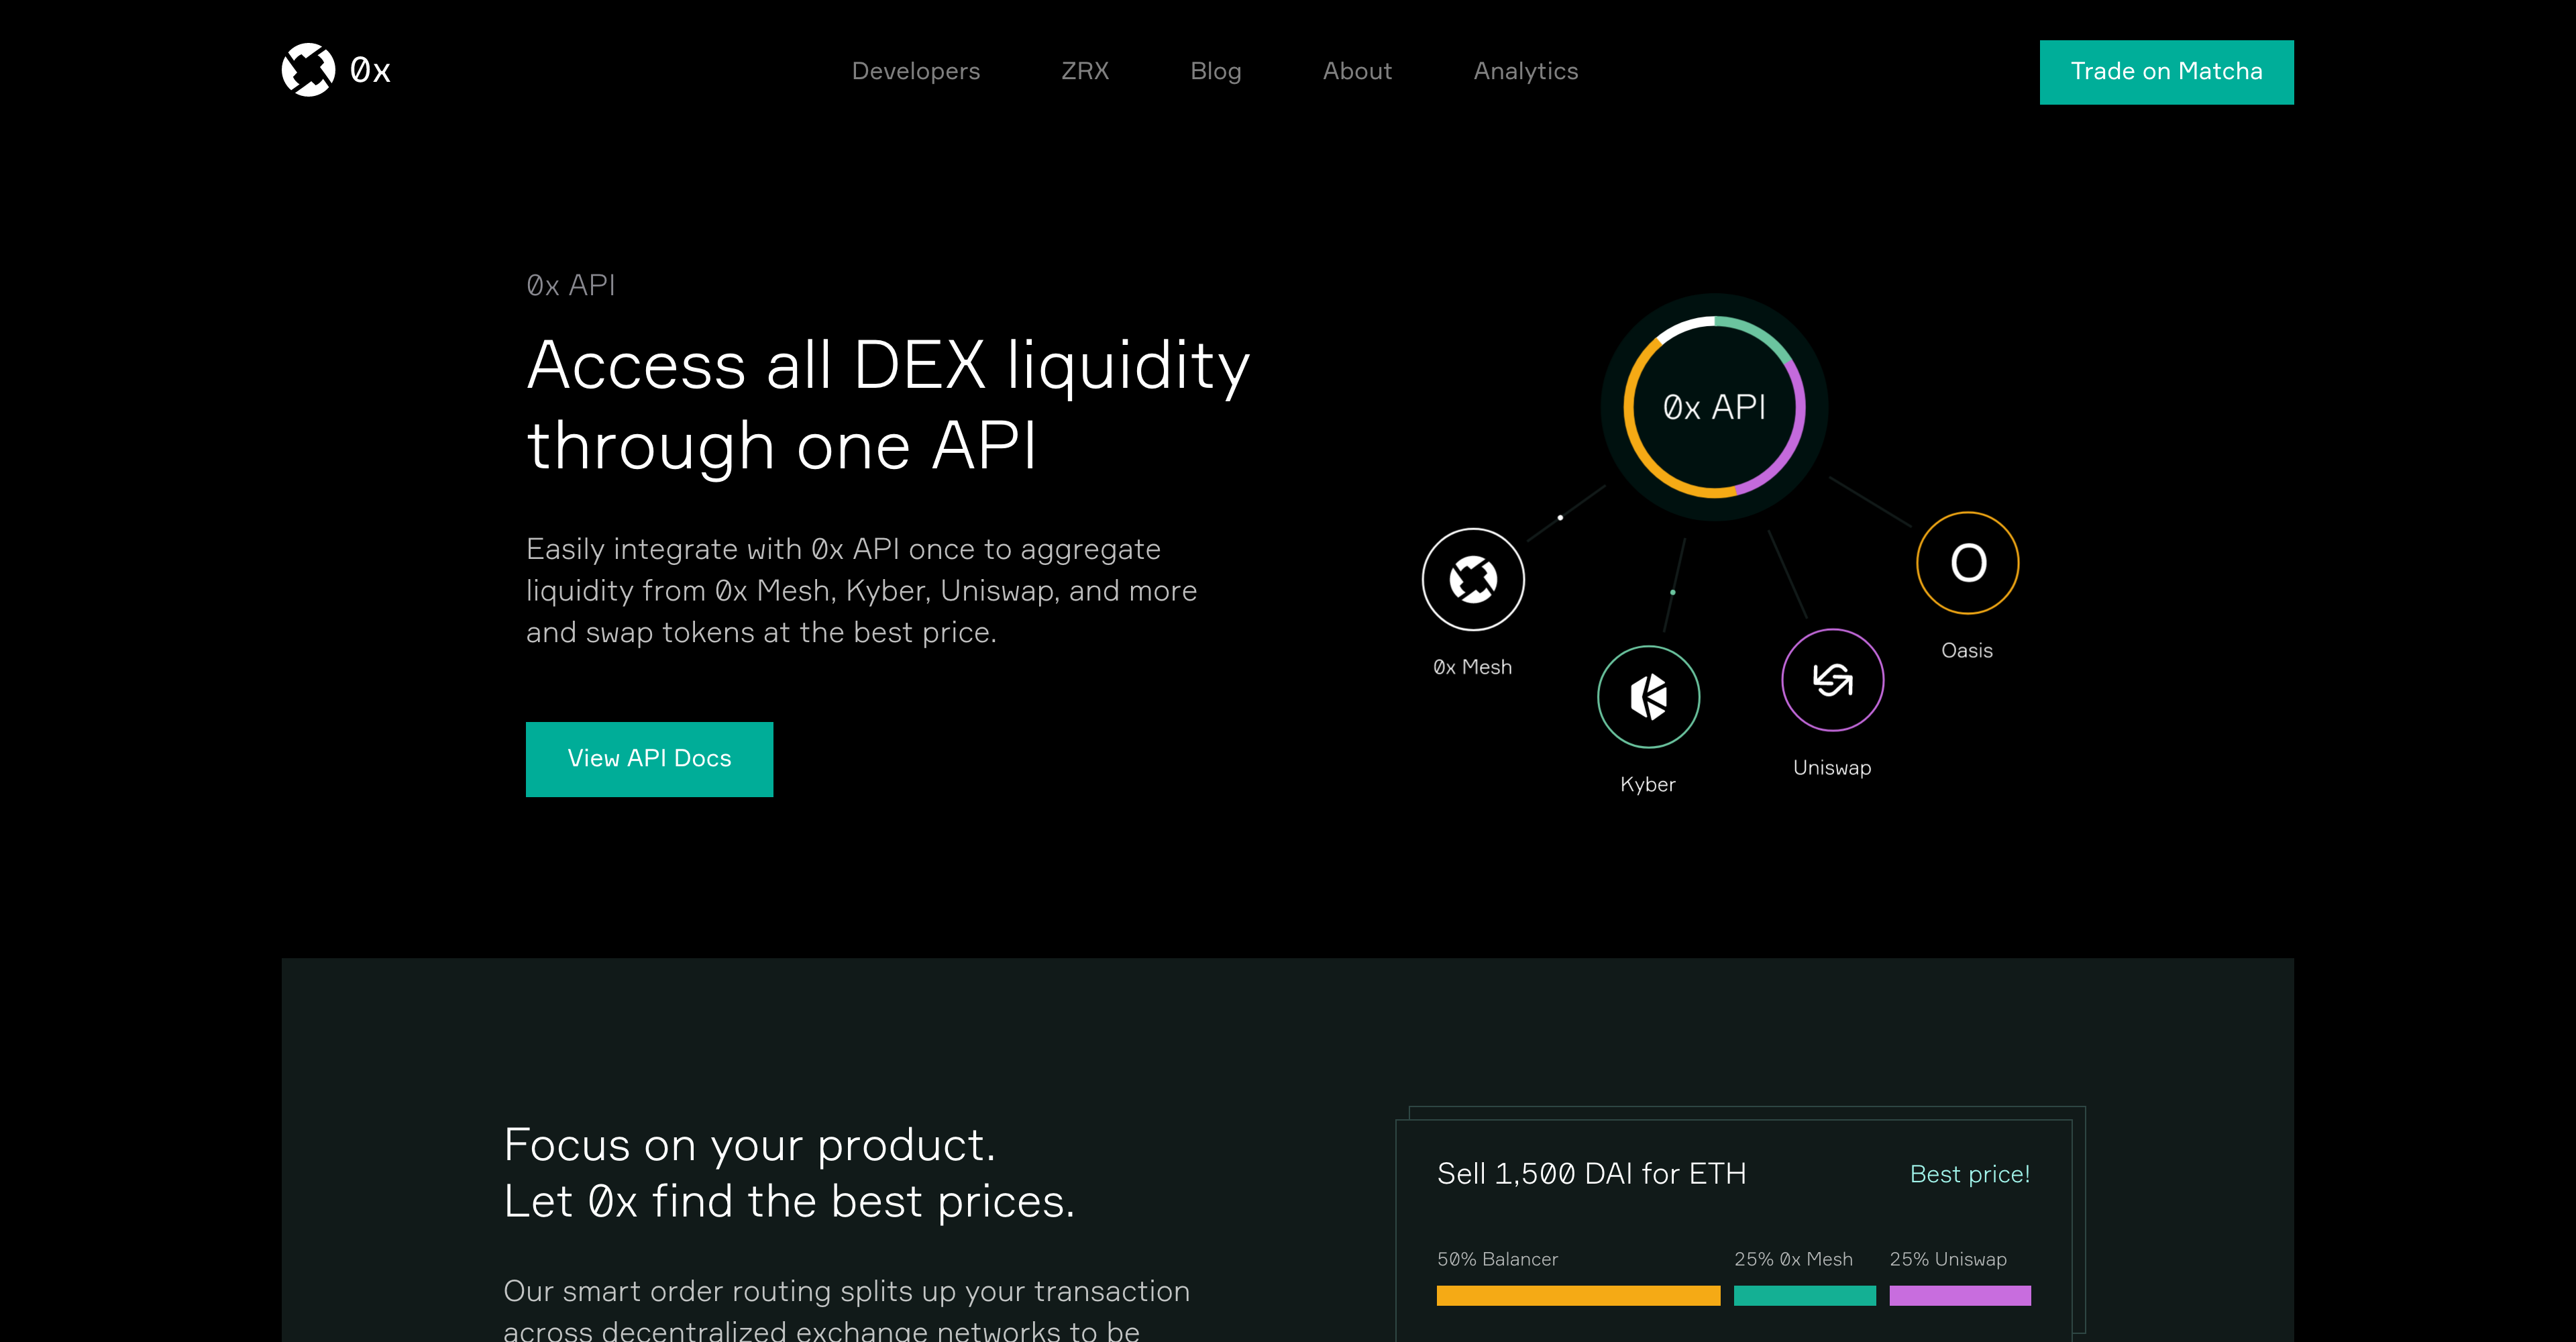 0x
Developers
ZRX
Blog
About
Analytics
Trade on Matcha
0x API
Access all DEX liquidity
through one API
Easily integrate with 0x API once to aggregate
liquidity from 0x Mesh, Kyber, Uniswap, and more
and swap tokens at the best price.
View API Docs
0x API
0x Mesh
Kyber
Uniswap
Oasis
Focus on your product.
Let 0x find the best prices.
Our smart order routing splits up your transaction
across decentralized exchange networks to be
Sell 1,500 DAI for ETH
Best price!
50% Balancer
25% 0x Mesh
25% Uniswap